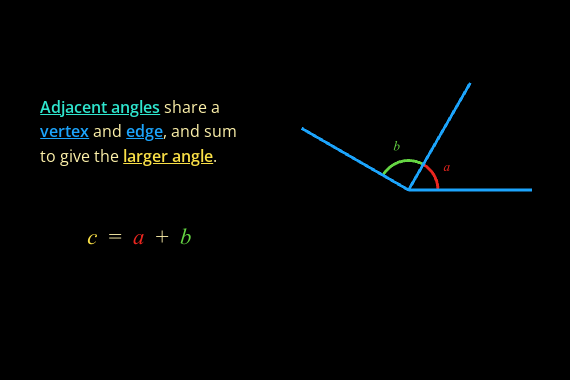 Adjacent angles share a
vertex and edge, and sum
to give the larger angle.
c = a + b
b
a